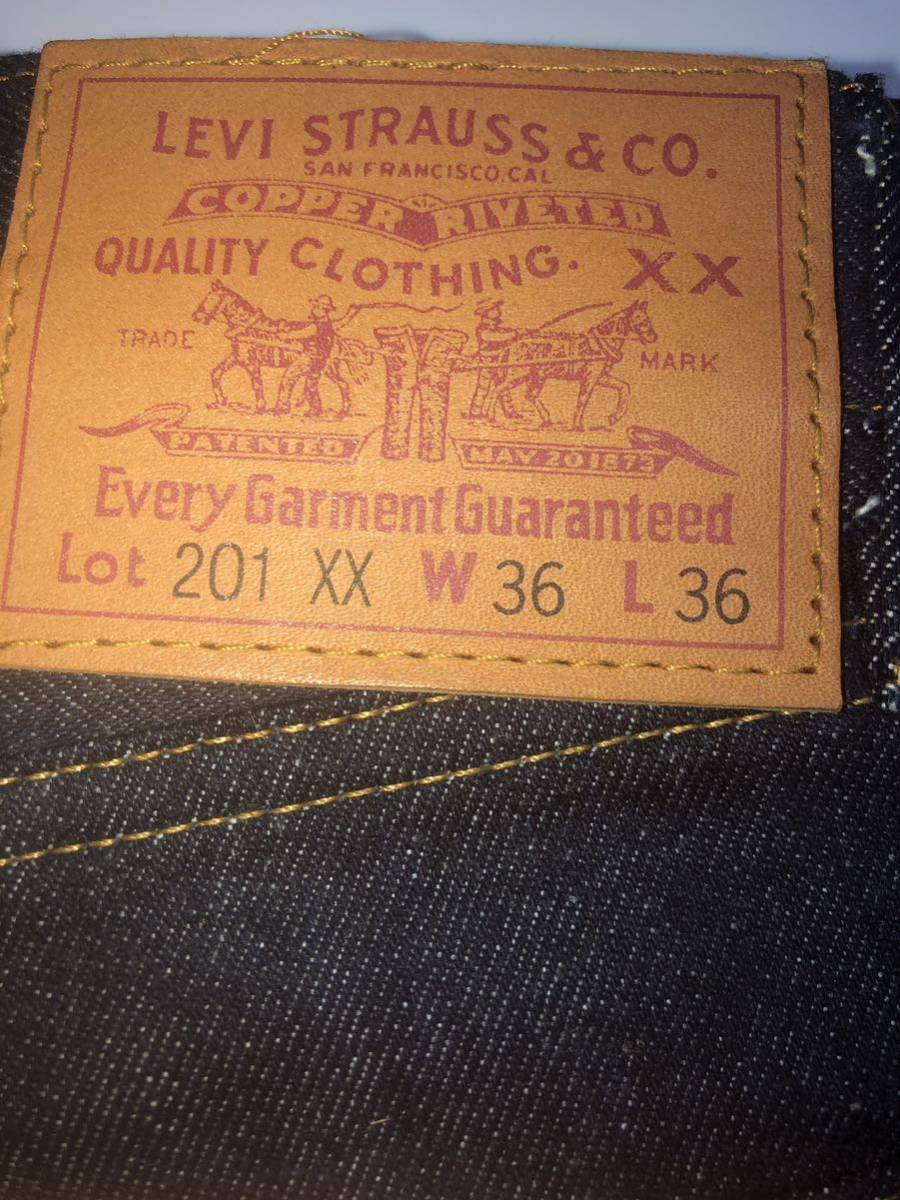 LEVI STRAUSS & CO.
SAN FRANCISCO, CAL
COPPER RIVETED
QUALITY CLOTHING. XX
TRADE MARK
PATENTED MAY 20 1873
Every Garment Guaranteed
Lot 201 XX W 36 L 36